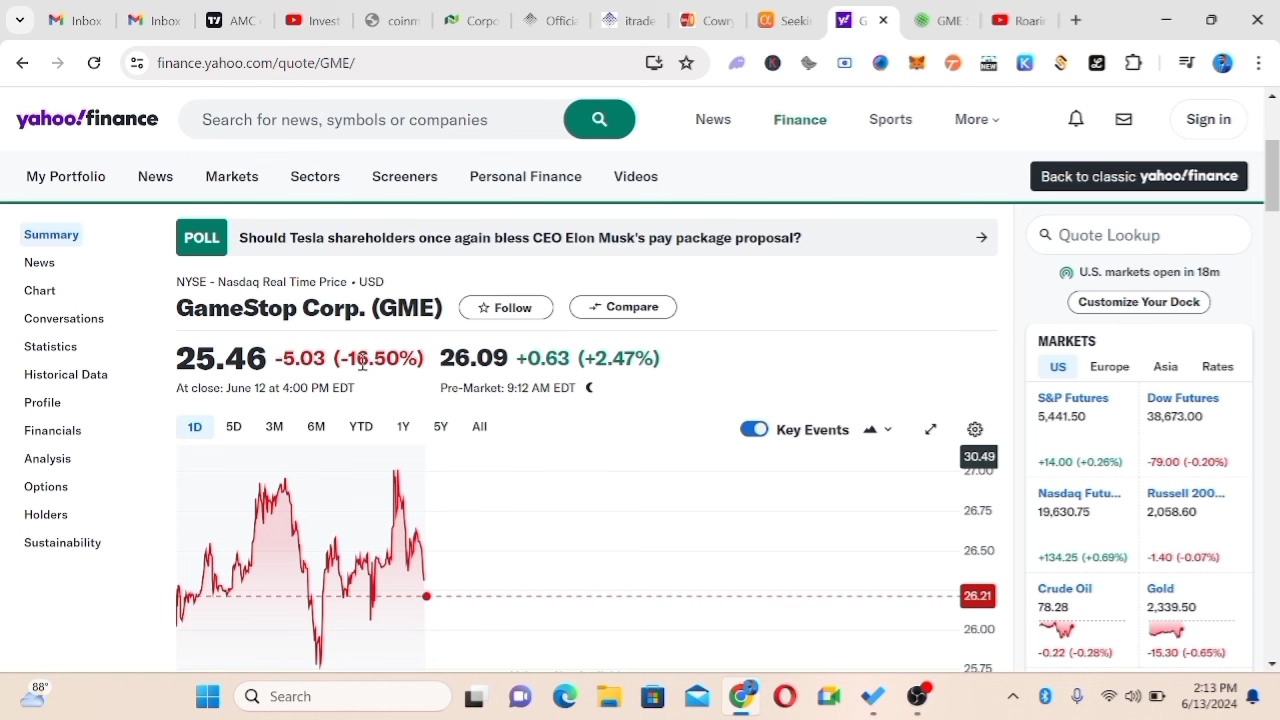 Inbox
Inbox
AMC
Invest
coinm
Corpo
Officia
itrade
Cowry
Seekin
G
GME S
Roarin
finance.yahoo.com/quote/GME/
NEW
yahoo!finance
Search for news, symbols or companies
News
Finance
Sports
More
Sign in
My Portfolio
News
Markets
Sectors
Screeners
Personal Finance
Videos
Back to classic yahoo!finance
Summary
News
Chart
Conversations
Statistics
Historical Data
Profile
Financials
Analysis
Options
Holders
Sustainability
POLL
Should Tesla shareholders once again bless CEO Elon Musk's pay package proposal?
NYSE - Nasdaq Real Time Price • USD
GameStop Corp. (GME)
Follow
Compare
25.46 -5.03 (-16.50%)
26.09 +0.63 (+2.47%)
At close: June 12 at 4:00 PM EDT
Pre-Market: 9:12 AM EDT
1D 5D 3M 6M YTD 1Y 5Y All
Key Events
30.49
27.00
26.75
26.50
26.21
26.00
25.75
Quote Lookup
U.S. markets open in 18m
Customize Your Dock
MARKETS
US Europe Asia Rates
S&P Futures
5,441.50
+14.00 (+0.26%)
Dow Futures
38,673.00
-79.00 (-0.20%)
Nasdaq Futu...
19,630.75
+134.25 (+0.69%)
Russell 200...
2,058.60
-1.40 (-0.07%)
Crude Oil
78.28
-0.22 (-0.28%)
Gold
2,339.50
-15.30 (-0.65%)
88°
Search
2:13 PM
6/13/2024